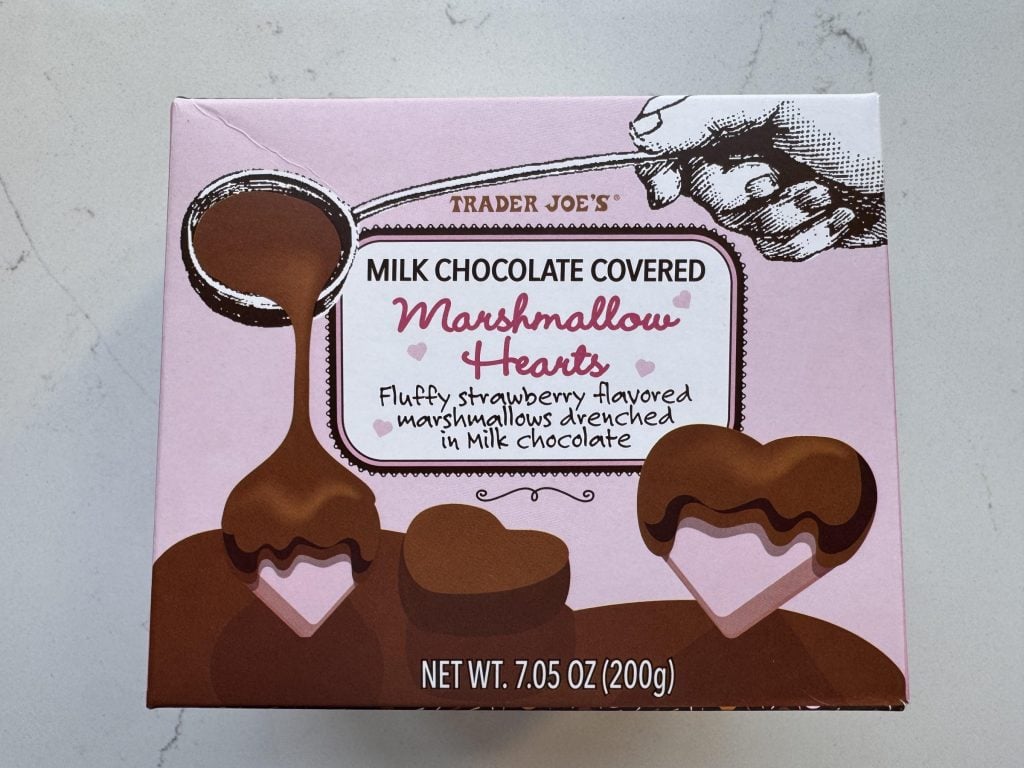 TRADER JOE'S®
MILK CHOCOLATE COVERED
Marshmallow
Hearts
Fluffy strawberry flavored
marshmallows drenched
in Milk chocolate
NET WT. 7.05 OZ (200g)